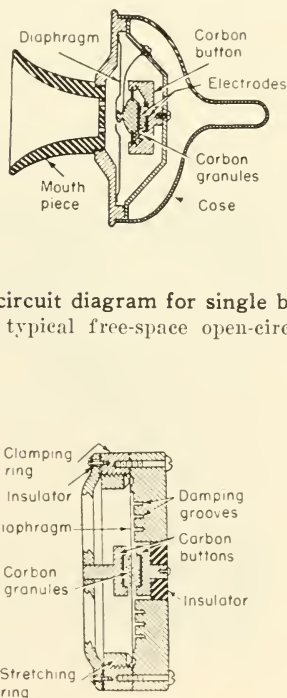 Diaphragm
Carbon
button
Electrodes
Carbon
granules
Mouth
piece
Case
circuit diagram for single b
typical free-space open-circ
Clamping
ring
Insulator
iaphragm
Damping
grooves
Carbon
buttons
Carbon
granules
Insulator
Stretching
ring